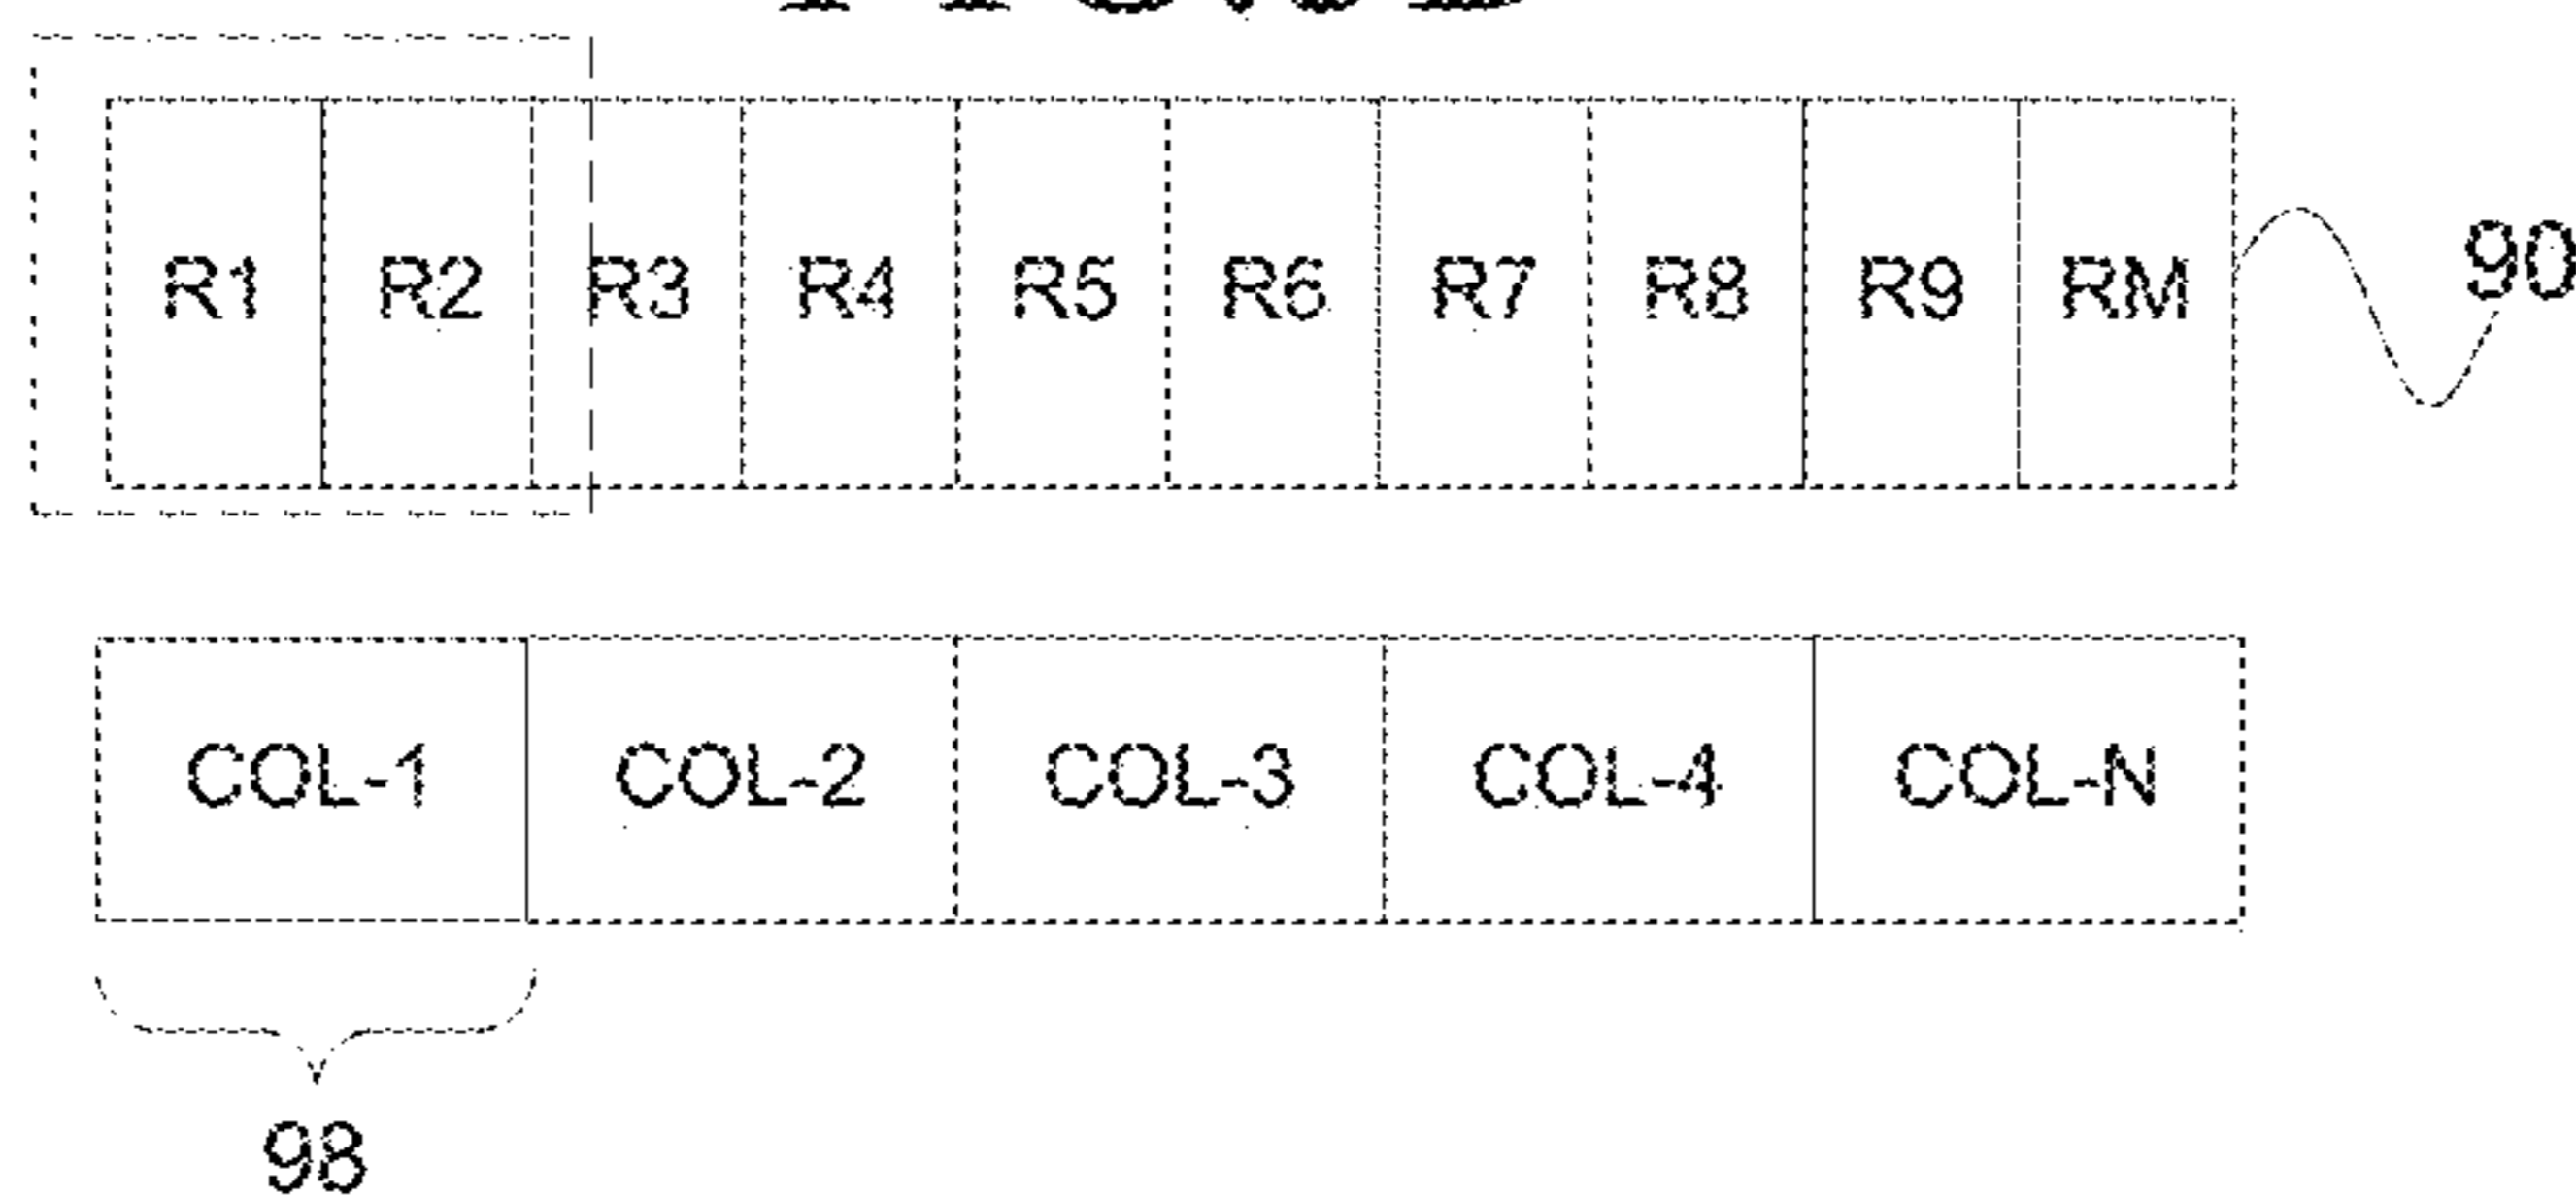 R1 R2 R3 R4 R5 R6 R7 R8 R9 RM 90
COL-1 COL-2 COL-3 COL-4 COL-N
98